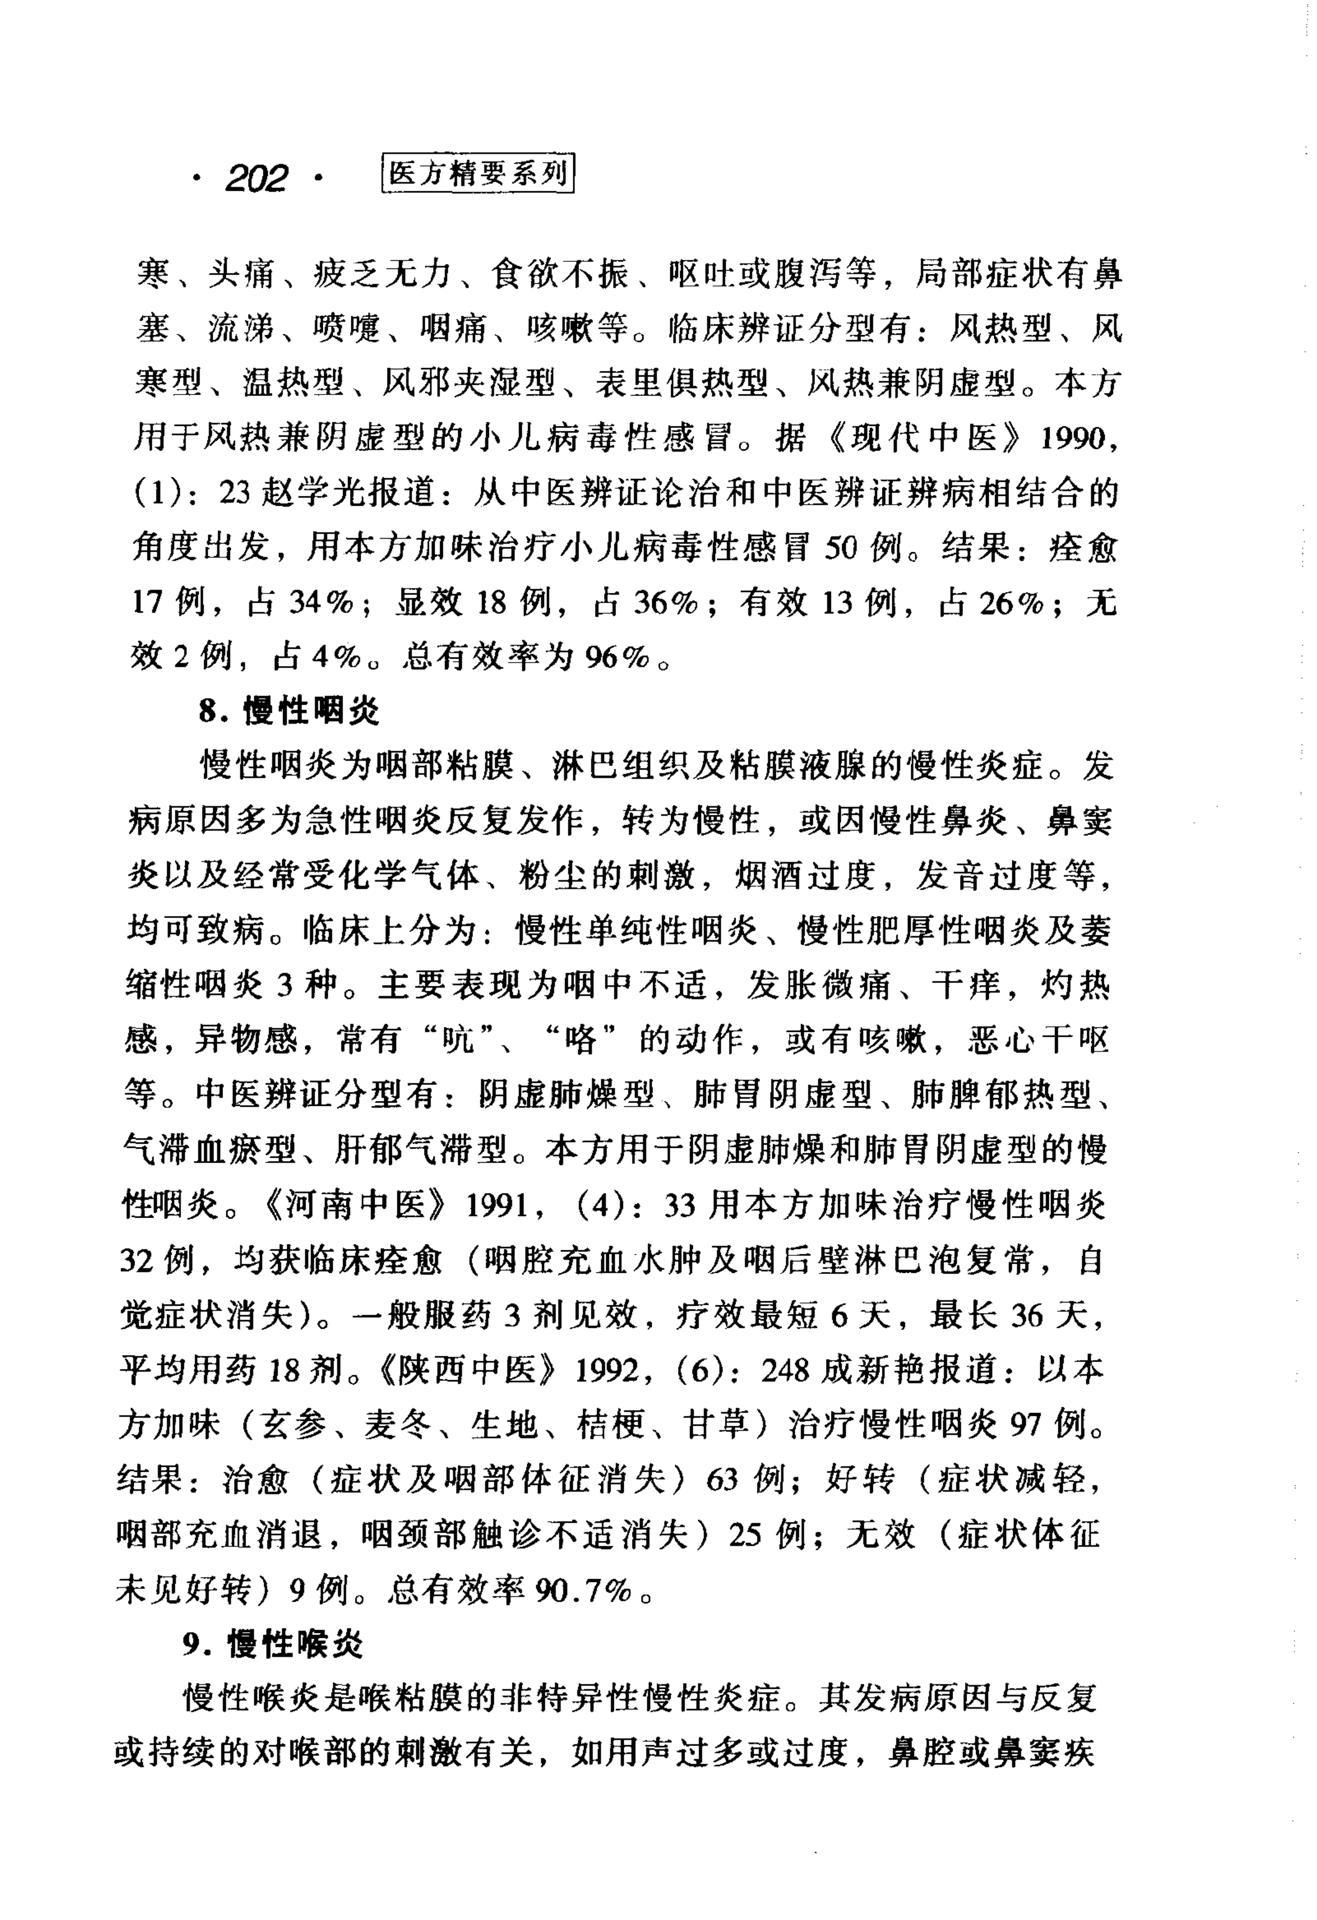 · 202 · 医方精要系列
寒、头痛、疲乏无力、食欲不振、呕吐或腹泻等，局部症状有鼻
塞、流涕、喷嚏、咽痛、咳嗽等。临床辨证分型有：风热型、风
寒型、温热型、风邪夹湿型、表里俱热型、风热兼阴虚型。本方
用于风热兼阴虚型的小儿病毒性感冒。据《现代中医》1990，
(1)：23 赵学光报道：从中医辨证论治和中医辨证辨病相结合的
角度出发，用本方加味治疗小儿病毒性感冒 50 例。结果：痊愈
17 例，占 34%；显效 18 例，占 36%；有效 13 例，占 26%；无
效 2 例，占 4%。总有效率为 96%。
8. 慢性咽炎
慢性咽炎为咽部粘膜、淋巴组织及粘膜液腺的慢性炎症。发
病原因多为急性咽炎反复发作，转为慢性，或因慢性鼻炎、鼻窦
炎以及经常受化学气体、粉尘的刺激，烟酒过度，发音过度等，
均可致病。临床上分为：慢性单纯性咽炎、慢性肥厚性咽炎及萎
缩性咽炎 3 种。主要表现为咽中不适，发胀微痛、干痒，灼热
感，异物感，常有“吭”、“咯”的动作，或有咳嗽，恶心干呕
等。中医辨证分型有：阴虚肺燥型、肺胃阴虚型、肺脾郁热型、
气滞血瘀型、肝郁气滞型。本方用于阴虚肺燥和肺胃阴虚型的慢
性咽炎。《河南中医》1991，(4)：33 用本方加味治疗慢性咽炎
32 例，均获临床痊愈（咽腔充血水肿及咽后壁淋巴泡复常，自
觉症状消失）。一般服药 3 剂见效，疗效最短 6 天，最长 36 天，
平均用药 18 剂。《陕西中医》1992，(6)：248 成新艳报道：以本
方加味（玄参、麦冬、生地、桔梗、甘草）治疗慢性咽炎 97 例。
结果：治愈（症状及咽部体征消失）63 例；好转（症状减轻，
咽部充血消退，咽颈部触诊不适消失）25 例；无效（症状体征
未见好转）9 例。总有效率 90.7%。
9. 慢性喉炎
慢性喉炎是喉粘膜的非特异性慢性炎症。其发病原因与反复
或持续的对喉部的刺激有关，如用声过多或过度，鼻腔或鼻窦疾